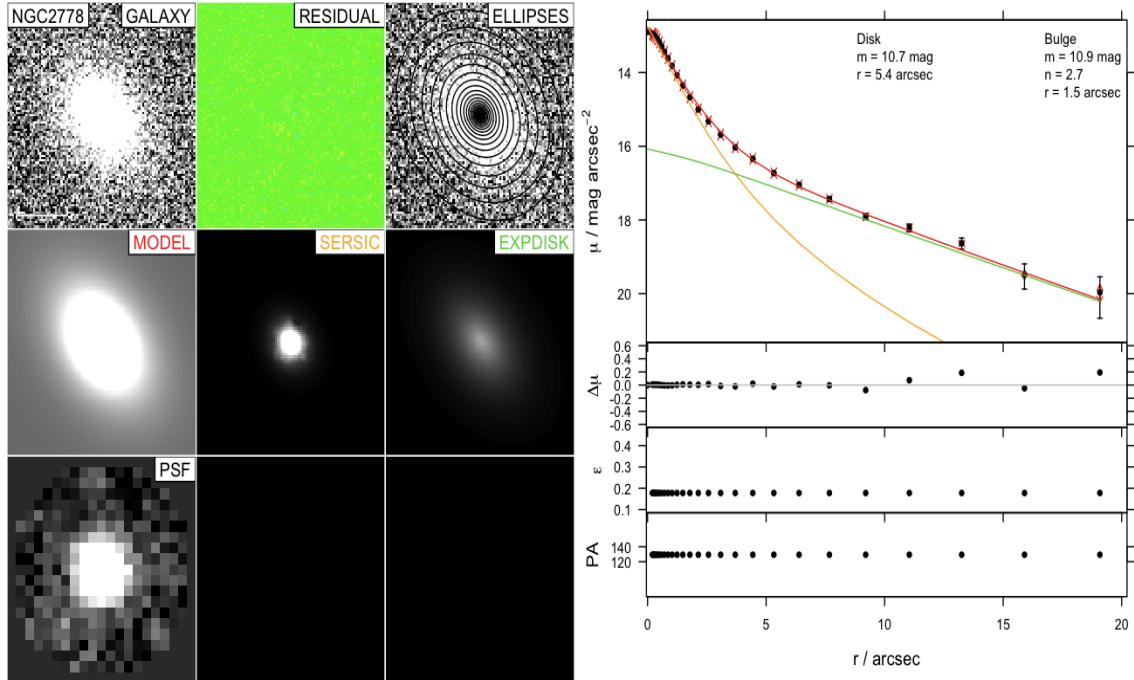 NGC2778 GALAXY RESIDUAL ELLIPSES
MODEL SERSIC EXPDISK
PSF
Disk
m = 10.7 mag
r = 5.4 arcsec
Bulge
m = 10.9 mag
n = 2.7
r = 1.5 arcsec
μ / mag arcsec⁻²
14
16
18
20
Δμ
0.6
0.4
0.2
0.0
-0.2
-0.6
ε
0.4
0.3
0.2
0.1
PA
140
120
0 5 10 15 20
r / arcsec